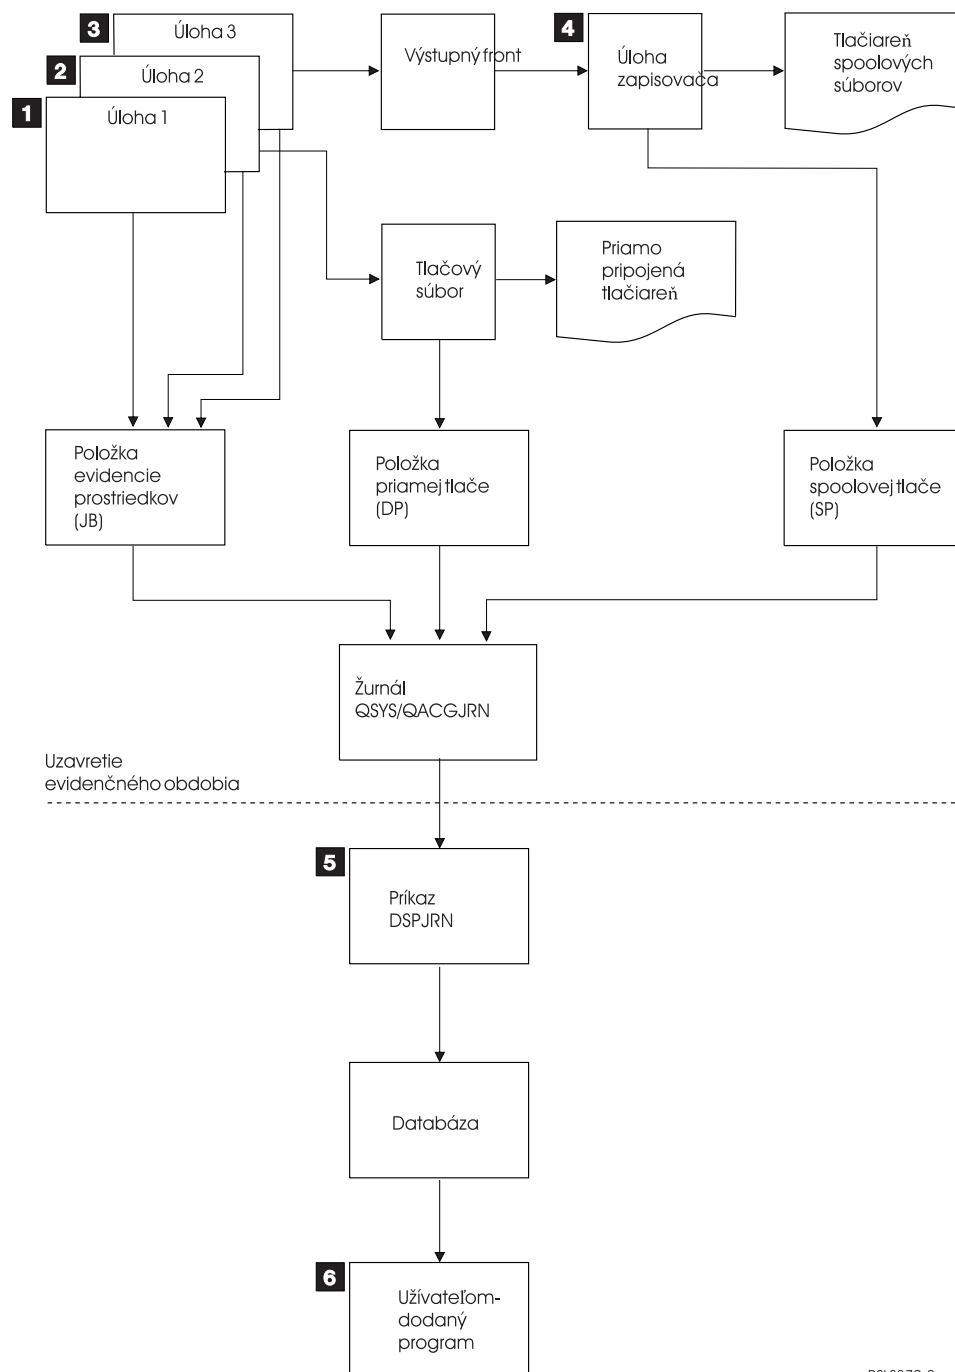 3
Úloha 3
2
Úloha 2
1
Úloha 1
Výstupný front
4
Úloha
zapisovača
Tlačiareň
spoolových
súborov
Tlačový
súbor
Priamo
pripojená
tlačiareň
Položka
evidencie
prostriedkov
(JB)
Položka
priamej tlače
(DP)
Položka
spoolovej tlače
(SP)
Žurnál
QSYS/QACGJRN
Uzavretie
evidenčného obdobia
5
Príkaz
DSPJRN
Databáza
6
Užívateľom-
dodaný
program